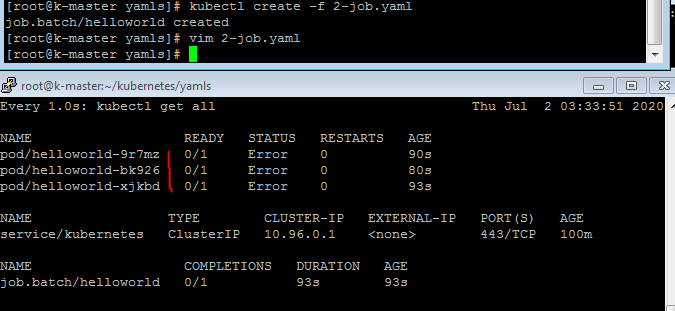 [root@k-master yamls]# kubectl create -f 2-job.yaml
job.batch/helloworld created
[root@k-master yamls]# vim 2-job.yaml
[root@k-master yamls]#
root@k-master:~/kubernetes/yamls
Every 1.0s: kubectl get all Thu Jul  2 03:33:51 2020
NAME READY STATUS RESTARTS AGE
pod/helloworld-9r7mz 0/1 Error 0 90s
pod/helloworld-bk926 0/1 Error 0 80s
pod/helloworld-xjkbd 0/1 Error 0 93s
NAME TYPE CLUSTER-IP EXTERNAL-IP PORT(S) AGE
service/kubernetes ClusterIP 10.96.0.1 <none> 443/TCP 100m
NAME COMPLETIONS DURATION AGE
job.batch/helloworld 0/1 93s 93s